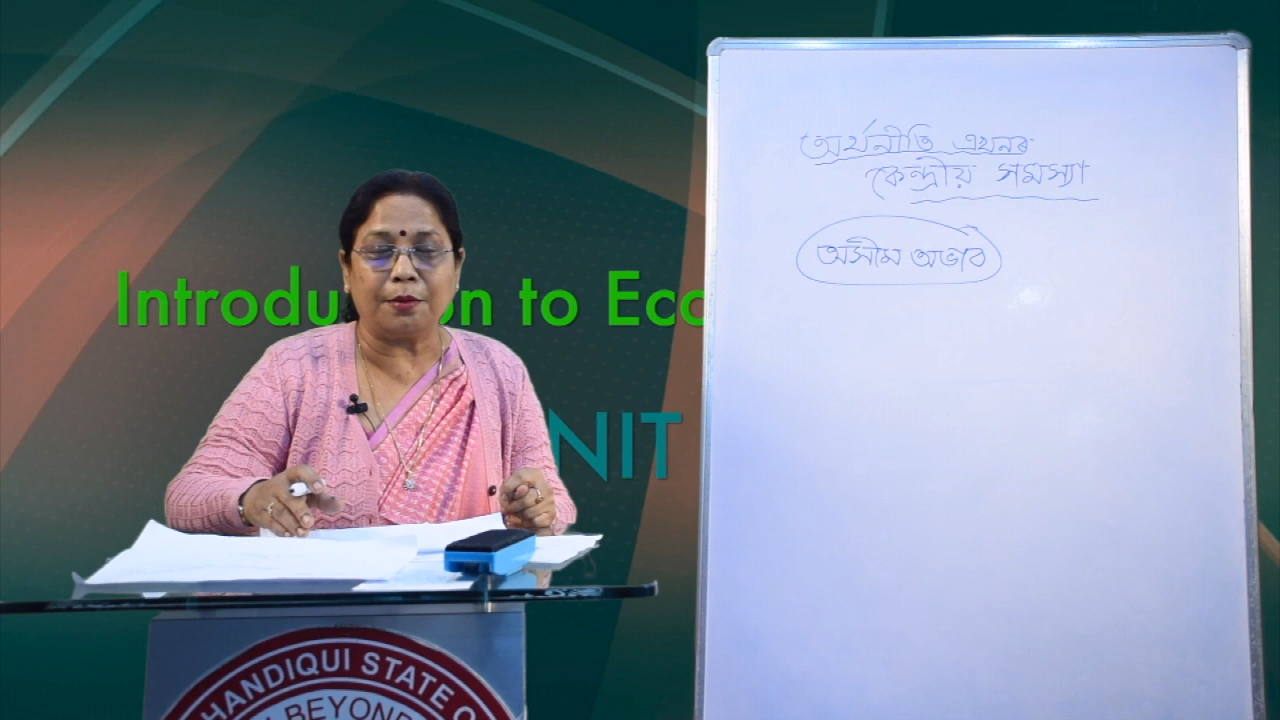 Introdu on to Eco
NIT
অৰ্থনীতি এখনৰ
কেন্দ্ৰীয় সমস্যা
অসীম অভাৱ
HANDIQUI STATE O
BEYOND